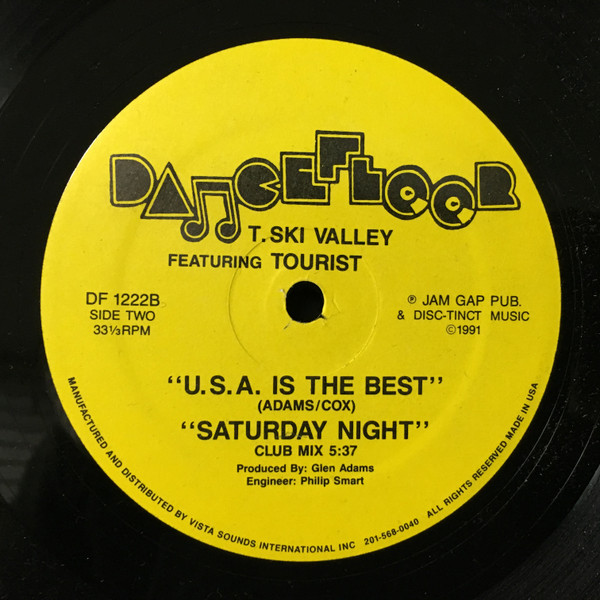 DANCEFLOOR
T. SKI VALLEY
FEATURING TOURIST
DF 1222B
SIDE TWO
33⅓ RPM
℗ JAM GAP PUB.
& DISC-TINCT MUSIC
©1991
"U.S.A. IS THE BEST"
(ADAMS/COX)
"SATURDAY NIGHT"
CLUB MIX 5:37
Produced By: Glen Adams
Engineer: Philip Smart
MANUFACTURED AND DISTRIBUTED BY VISTA SOUNDS INTERNATIONAL INC 201-568-0040 ALL RIGHTS RESERVED MADE IN USA